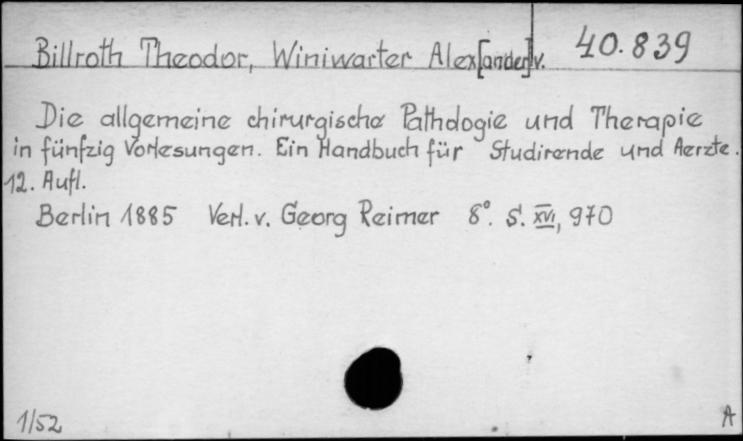 Billroth Theodor, Winiwarter Alex[ander]v. 40.839
Die allgemeine chirurgische Pathologie und Therapie
in fünfzig Vorlesungen. Ein Handbuch für Studirende und Aerzte.
12. Aufl.
Berlin 1885 Verl. v. Georg Reimer 8°. S. XVI, 970
1/52
A